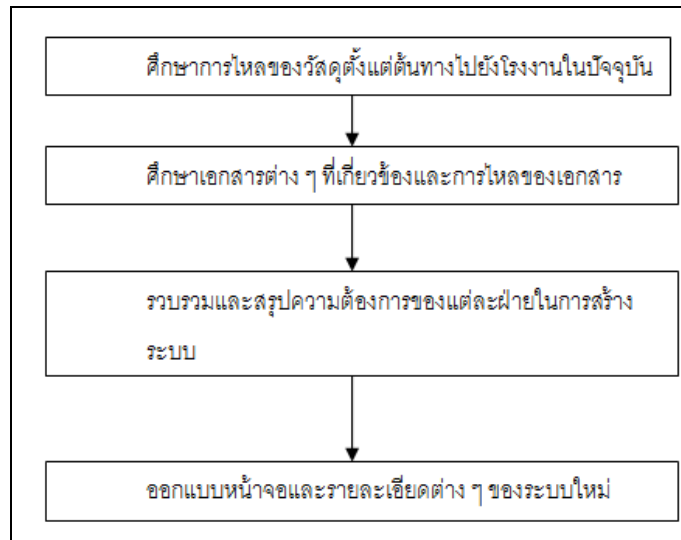 ศึกษาการไหลของวัสดุตั้งแต่ต้นทางไปยังโรงงานในปัจจุบัน
ศึกษาเอกสารต่าง ๆ ที่เกี่ยวข้องและการไหลของเอกสาร
รวบรวมและสรุปความต้องการของแต่ละฝ่ายในการสร้าง
ระบบ
ออกแบบหน้าจอและรายละเอียดต่าง ๆ ของระบบใหม่